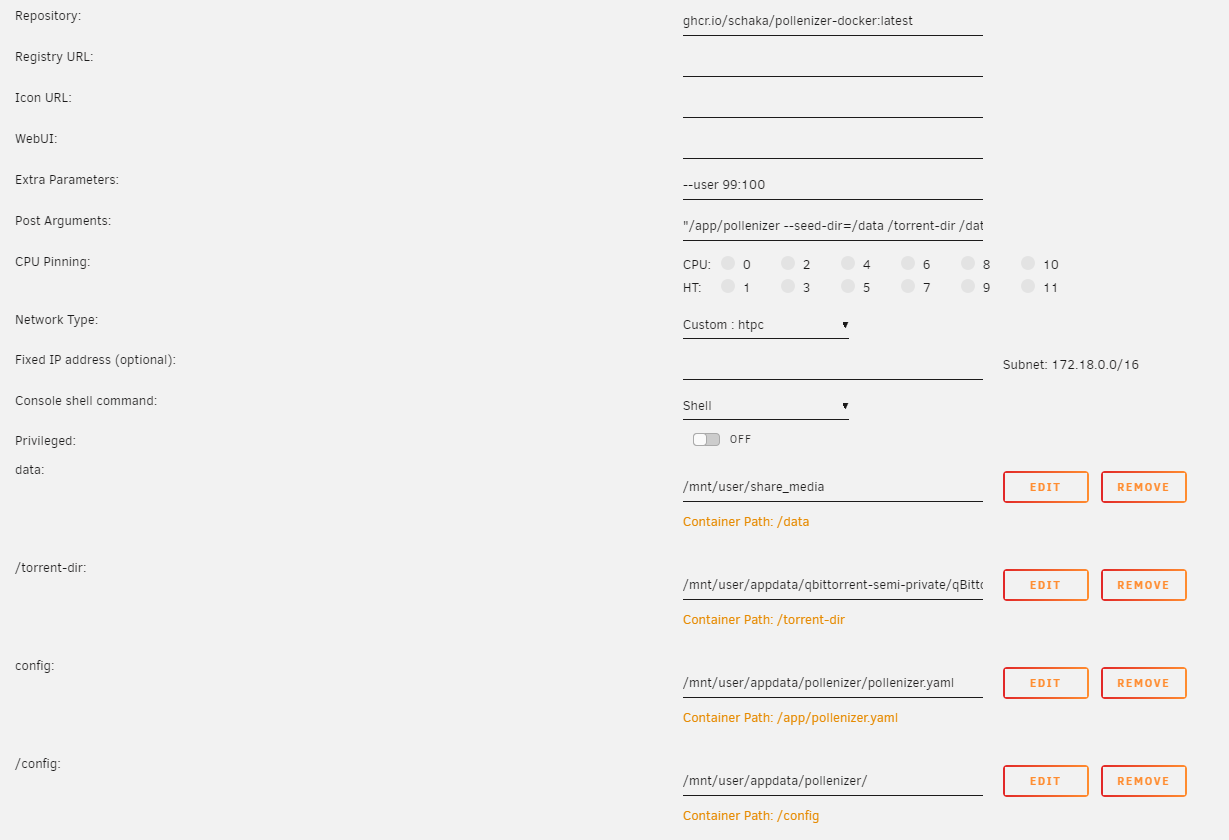 Repository:
ghcr.io/schaka/pollenizer-docker:latest
Registry URL:
Icon URL:
WebUI:
Extra Parameters:
--user 99:100
Post Arguments:
"/app/pollenizer --seed-dir=/data /torrent-dir /dat
CPU Pinning:
CPU: 0 2 4 6 8 10
HT: 1 3 5 7 9 11
Network Type:
Custom : htpc
Fixed IP address (optional):
Subnet: 172.18.0.0/16
Console shell command:
Shell
Privileged:
OFF
data:
/mnt/user/share_media EDIT REMOVE
Container Path: /data
/torrent-dir:
/mnt/user/appdata/qbittorrent-semi-private/qBitto EDIT REMOVE
Container Path: /torrent-dir
config:
/mnt/user/appdata/pollenizer/pollenizer.yaml EDIT REMOVE
Container Path: /app/pollenizer.yaml
/config:
/mnt/user/appdata/pollenizer/ EDIT REMOVE
Container Path: /config